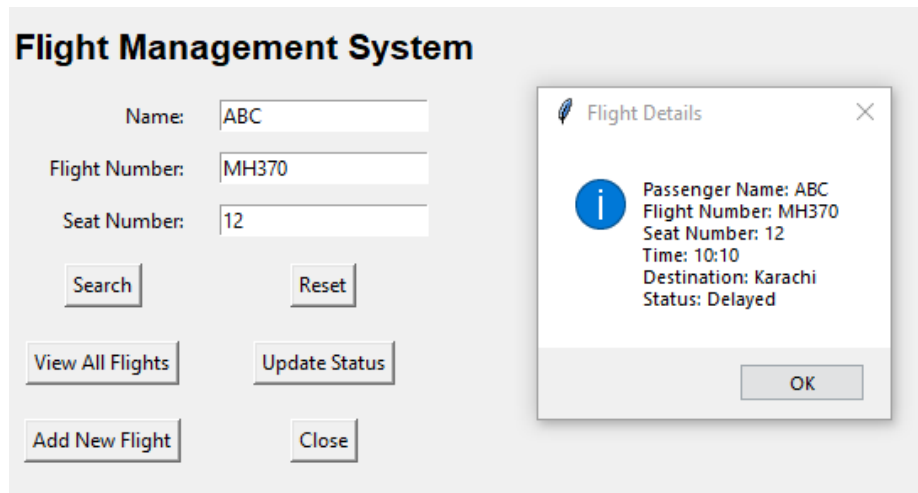 Flight Management System
Name: ABC
Flight Number: MH370
Seat Number: 12
Search Reset
View All Flights Update Status
Add New Flight Close
Flight Details
Passenger Name: ABC
Flight Number: MH370
Seat Number: 12
Time: 10:10
Destination: Karachi
Status: Delayed
OK